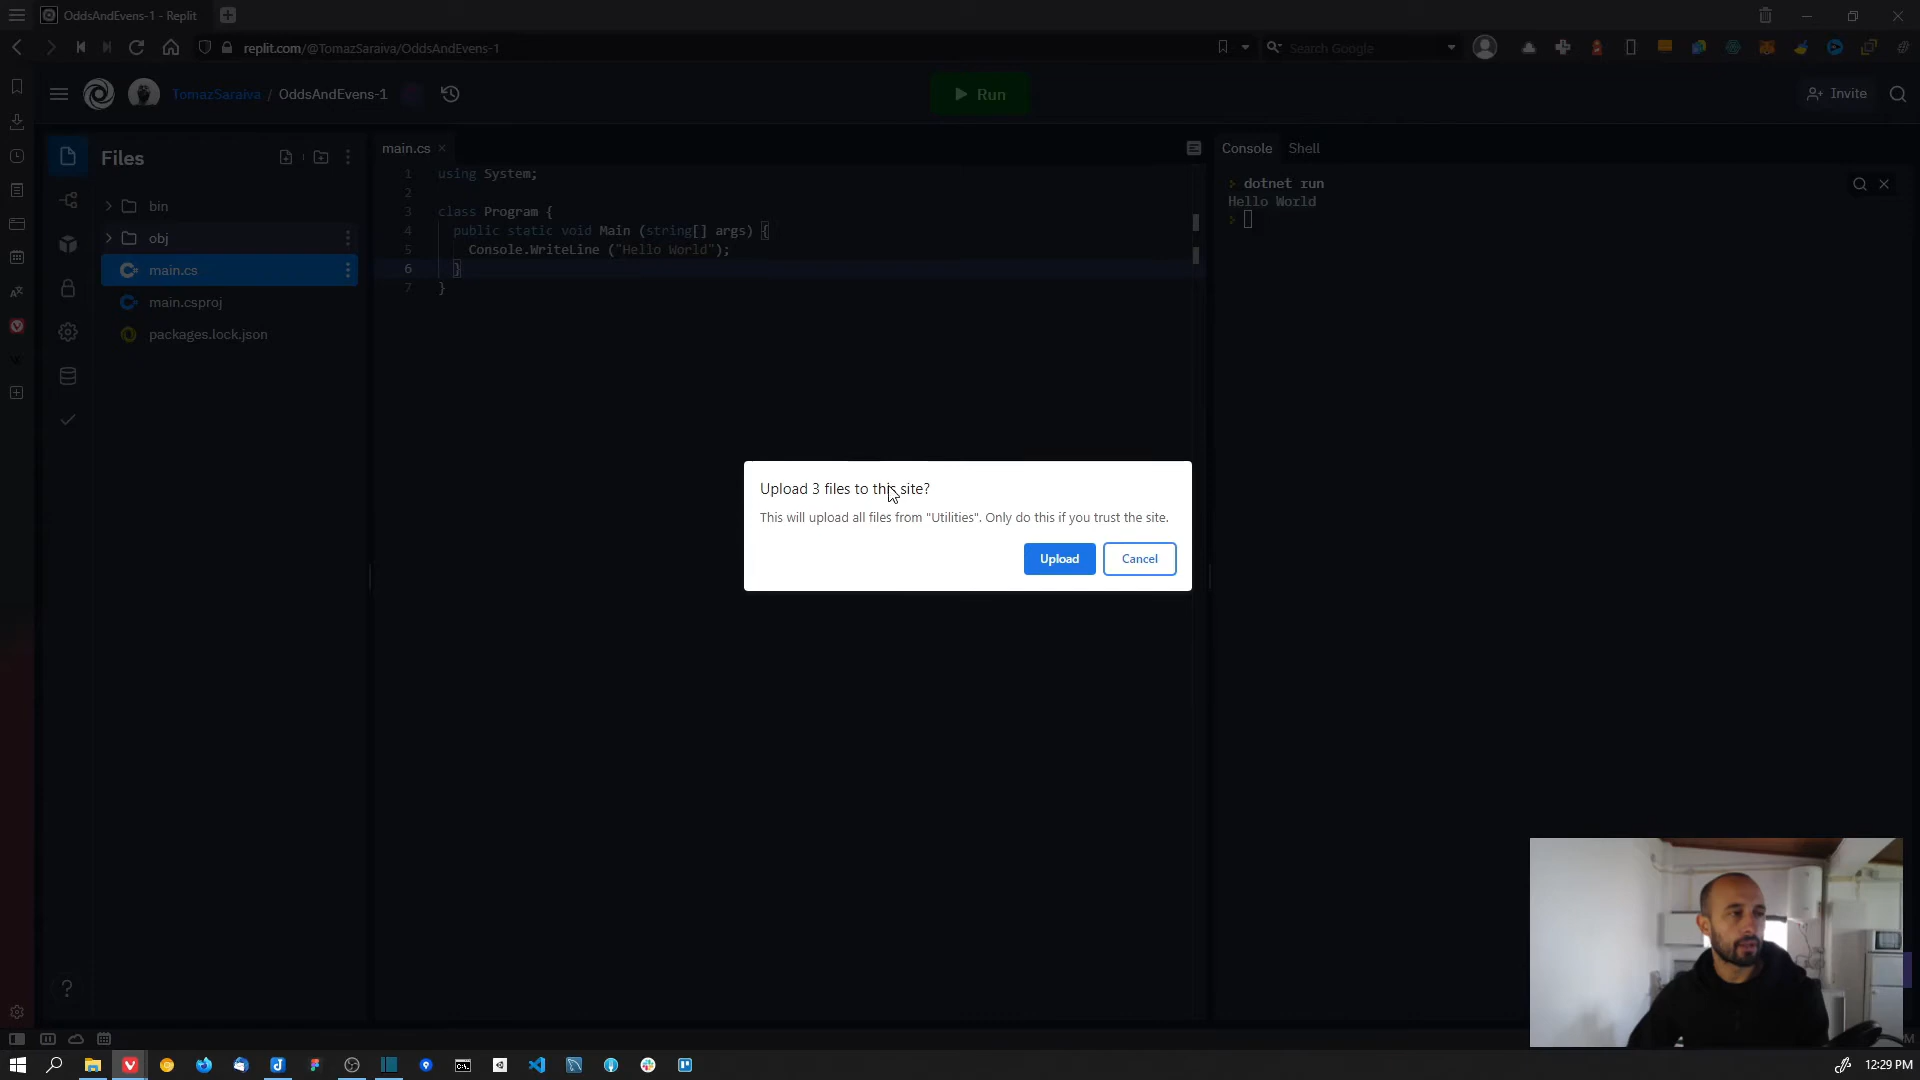 OddsAndEvens-1 - Replit
replit.com/@TomazSaraiva/OddsAndEvens-1
Search Google
TomazSaraiva / OddsAndEvens-1
Run
Invite
Files
bin
obj
main.cs
main.csproj
packages.lock.json
main.cs
1 using System;
2
3 class Program {
4 public static void Main (string[] args) {
5 Console.WriteLine ("Hello World");
6 }
7 }
Console Shell
dotnet run
Hello World
Upload 3 files to this site?
This will upload all files from "Utilities". Only do this if you trust the site.
Upload
Cancel
12:29 PM